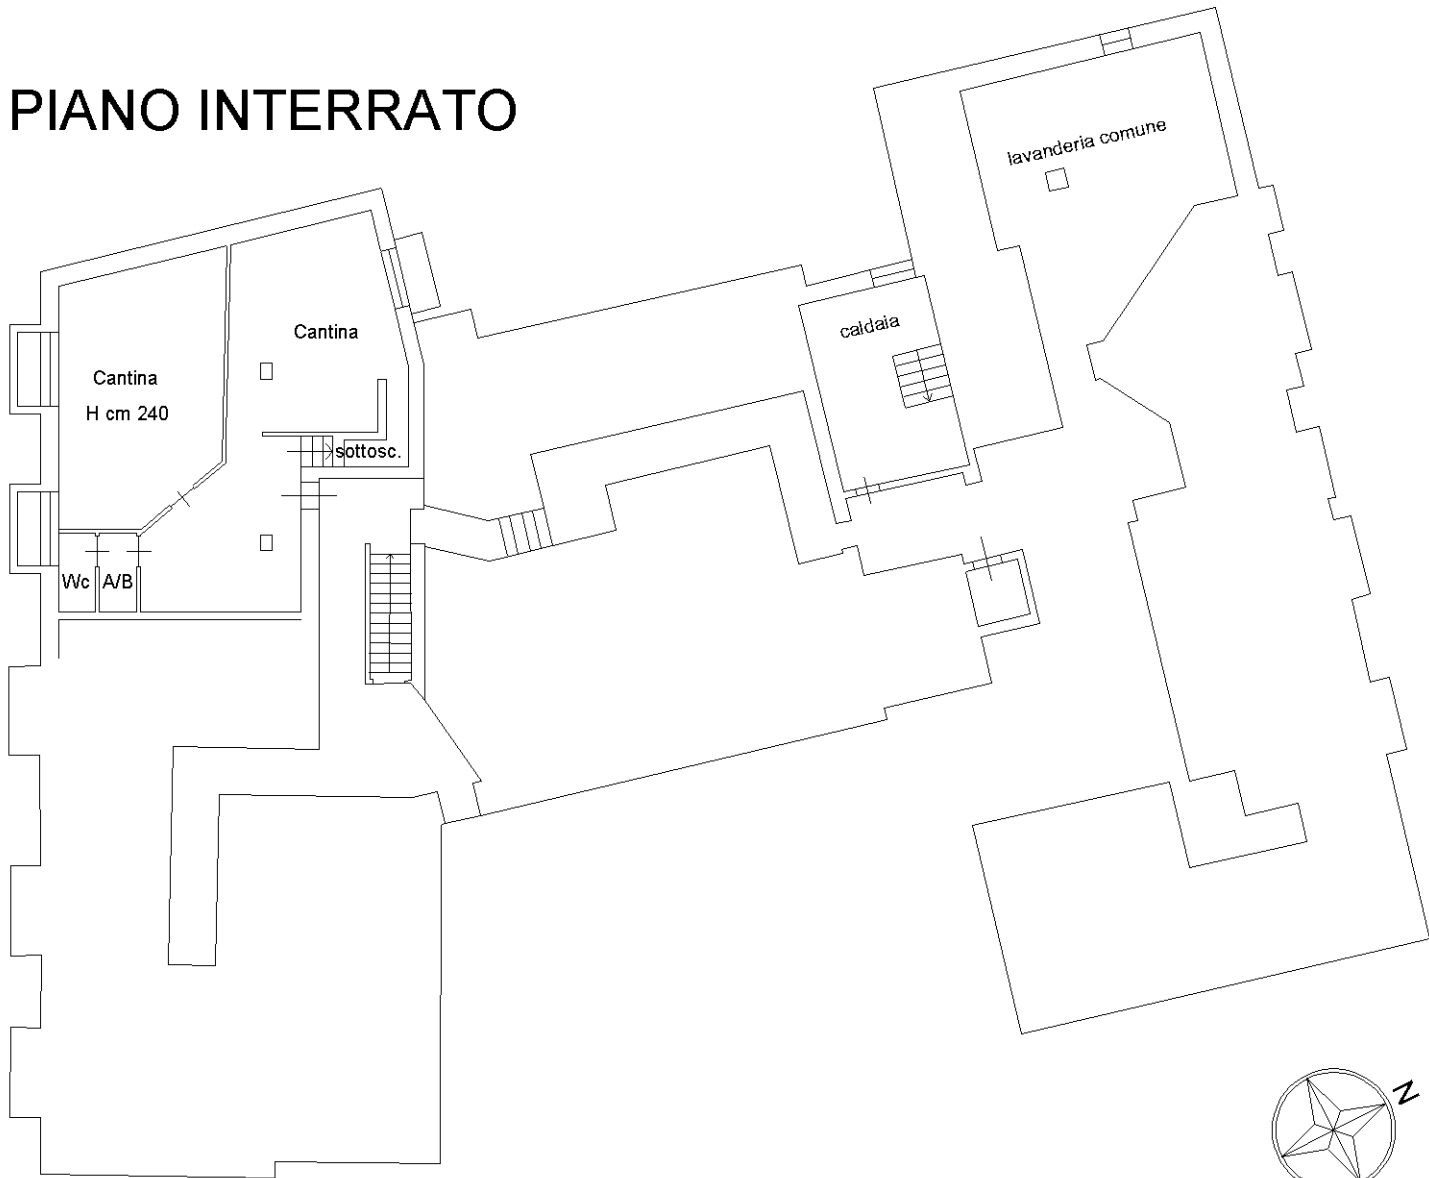 PIANO INTERRATO
lavanderia comune
caldaia
Cantina
Cantina
H cm 240
sottosc.
Wc
A/B
N